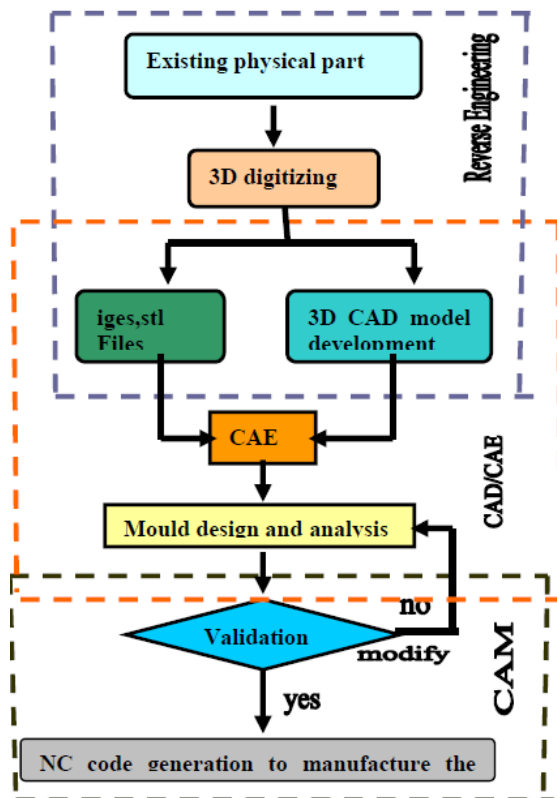 Existing physical part
Reverse Engineering
3D digitizing
iges,stl
Files
3D CAD model
development
CAE
CAD/CAE
Mould design and analysis
no
Validation
modify
CAM
yes
NC code generation to manufacture the